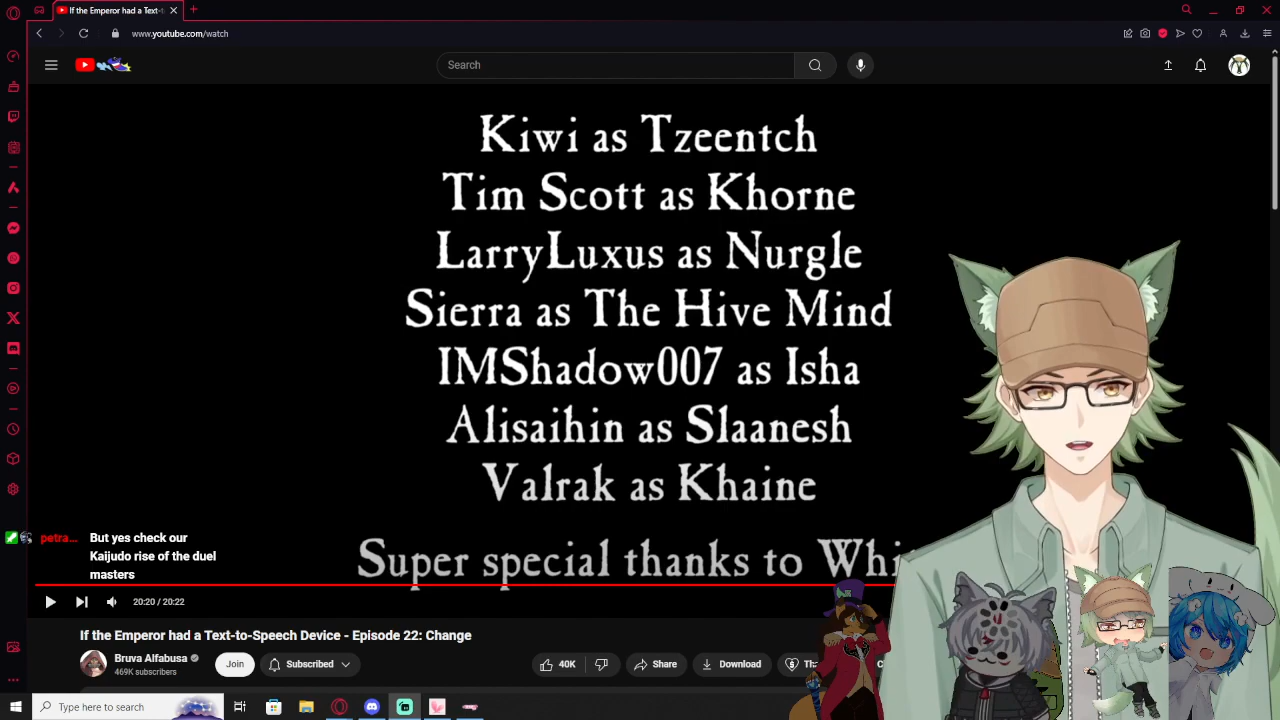 If the Emperor had a Text-
www.youtube.com/watch
Search
Kiwi as Tzeentch
Tim Scott as Khorne
LarryLuxus as Nurgle
Sierra as The Hive Mind
IMShadow007 as Isha
Alisaihin as Slaanesh
Valrak as Khaine
Super special thanks to
petra... But yes check our
Kaijudo rise of the duel
masters
20:20 / 20:22
If the Emperor had a Text-to-Speech Device - Episode 22: Change
Bruva Alfabusa
469K subscribers
Join
Subscribed
40K
Share
Download
Type here to search